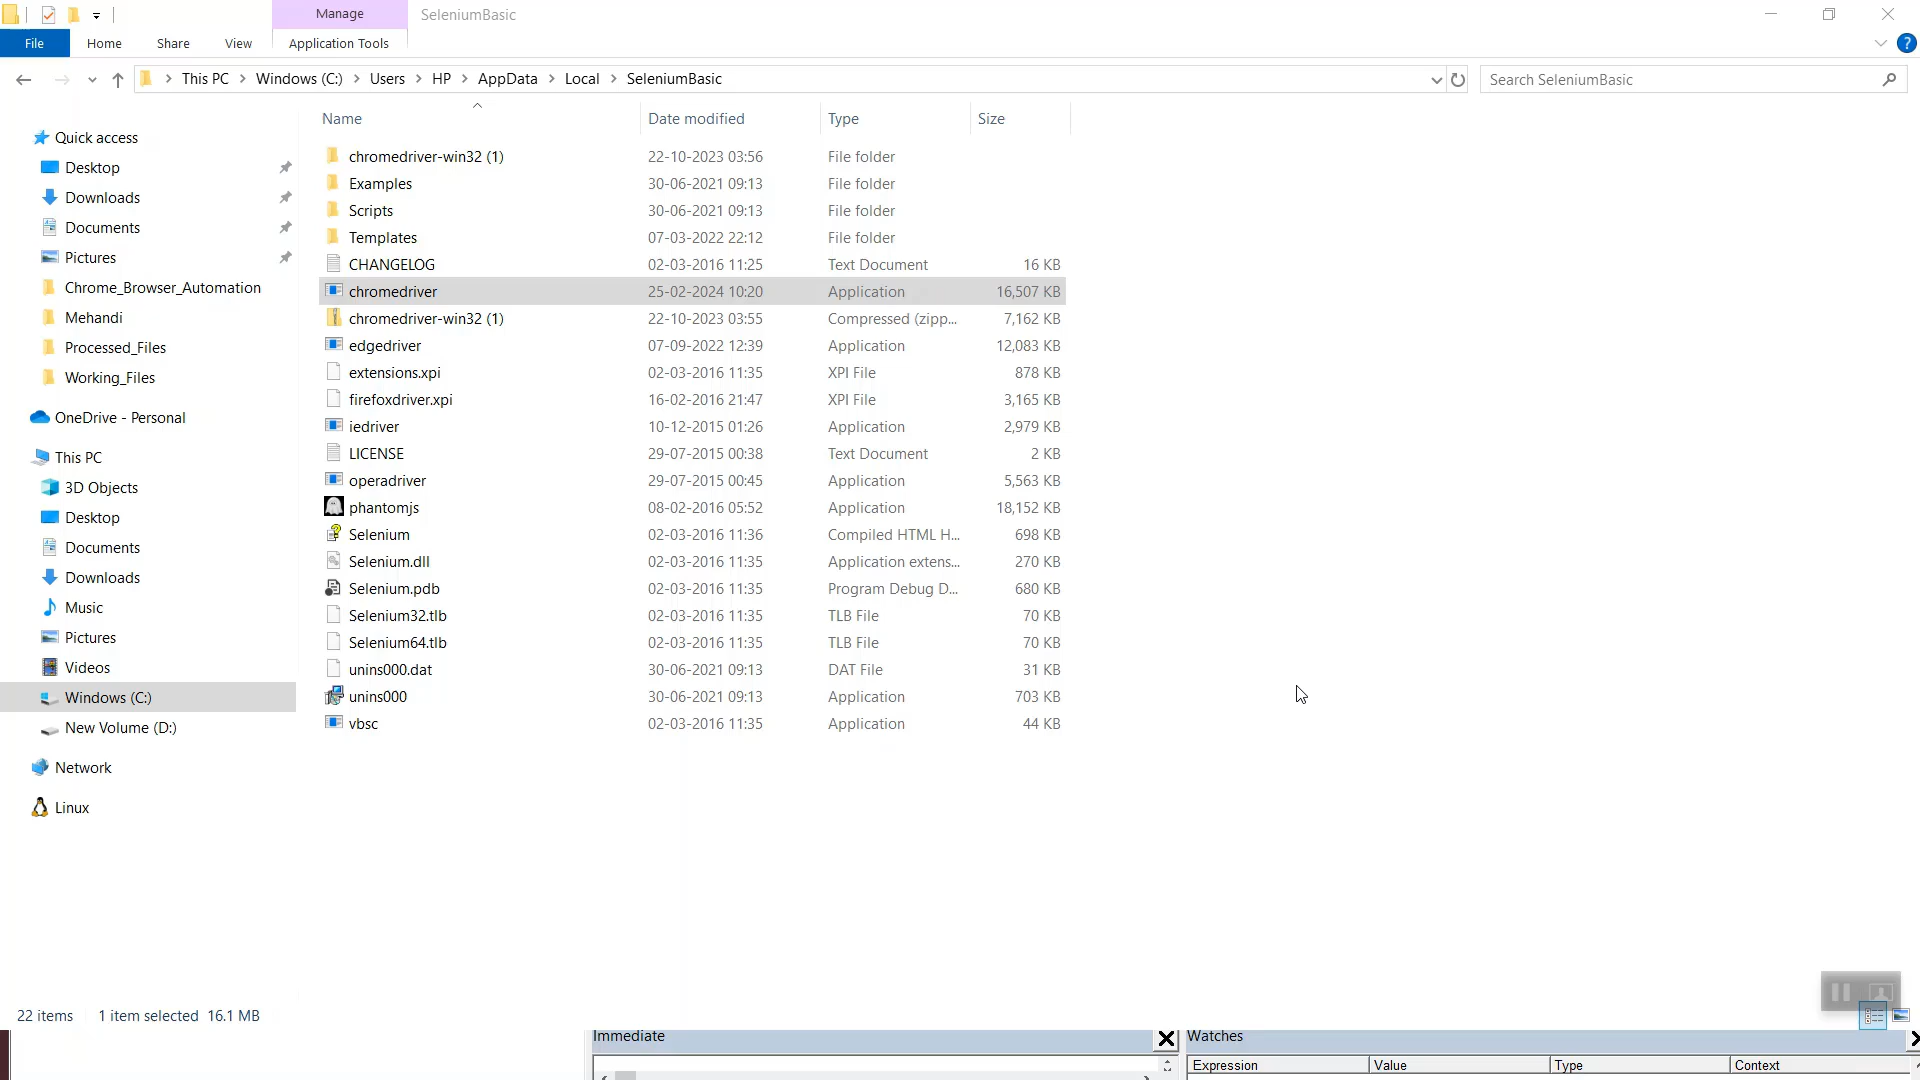 Manage SeleniumBasic
File Home Share View Application Tools
This PC Windows (C:) Users HP AppData Local SeleniumBasic Search SeleniumBasic
Name Date modified Type Size
Quick access
Desktop
Downloads
Documents
Pictures
Chrome_Browser_Automation
Mehandi
Processed_Files
Working_Files
OneDrive - Personal
This PC
3D Objects
Desktop
Documents
Downloads
Music
Pictures
Videos
Windows (C:)
New Volume (D:)
Network
Linux
chromedriver-win32 (1) 22-10-2023 03:56 File folder
Examples 30-06-2021 09:13 File folder
Scripts 30-06-2021 09:13 File folder
Templates 07-03-2022 22:12 File folder
CHANGELOG 02-03-2016 11:25 Text Document 16 KB
chromedriver 25-02-2024 10:20 Application 16,507 KB
chromedriver-win32 (1) 22-10-2023 03:55 Compressed (zipp... 7,162 KB
edgedriver 07-09-2022 12:39 Application 12,083 KB
extensions.xpi 02-03-2016 11:35 XPI File 878 KB
firefoxdriver.xpi 16-02-2016 21:47 XPI File 3,165 KB
iedriver 10-12-2015 01:26 Application 2,979 KB
LICENSE 29-07-2015 00:38 Text Document 2 KB
operadriver 29-07-2015 00:45 Application 5,563 KB
phantomjs 08-02-2016 05:52 Application 18,152 KB
Selenium 02-03-2016 11:36 Compiled HTML H... 698 KB
Selenium.dll 02-03-2016 11:35 Application extens... 270 KB
Selenium.pdb 02-03-2016 11:35 Program Debug D... 680 KB
Selenium32.tlb 02-03-2016 11:35 TLB File 70 KB
Selenium64.tlb 02-03-2016 11:35 TLB File 70 KB
unins000.dat 30-06-2021 09:13 DAT File 31 KB
unins000 30-06-2021 09:13 Application 703 KB
vbsc 02-03-2016 11:35 Application 44 KB
22 items 1 item selected 16.1 MB
Immediate Watches
Expression Value Type Context